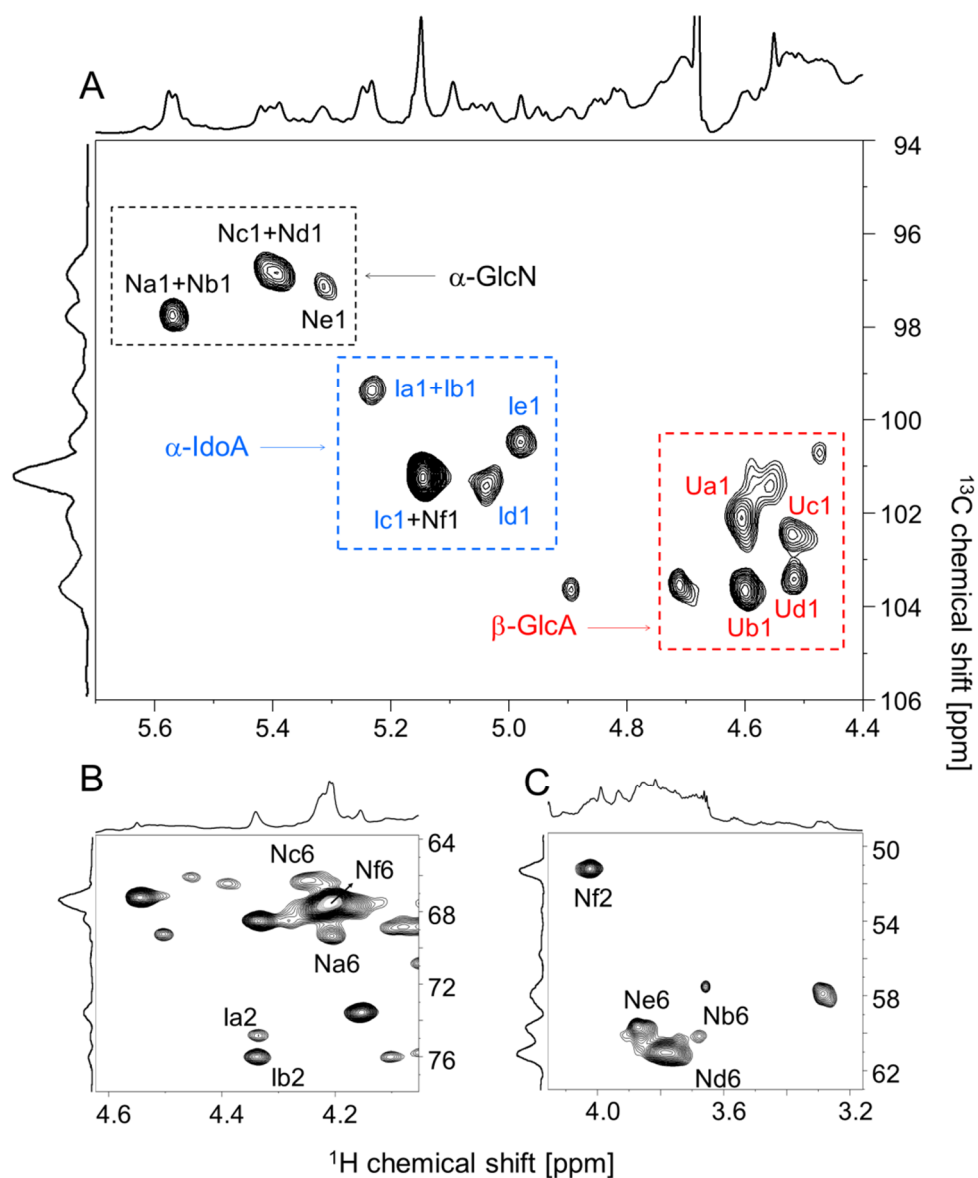 A
94
Nc1+Nd1
96
Na1+Nb1
α-GlcN
Ne1
98
Ia1+Ib1
Ie1
100
α-IdoA
Ua1
Uc1
Ic1+Nf1
Id1
102
β-GlcA
Ub1
Ud1
104
106
5.6 5.4 5.2 5.0 4.8 4.6 4.4
¹³C chemical shift [ppm]
B
64
Nc6
Nf6
68
Na6
72
Ia2
Ib2
76
4.6 4.4 4.2
C
50
Nf2
54
58
Ne6
Nb6
Nd6
62
4.0 3.6 3.2
¹H chemical shift [ppm]